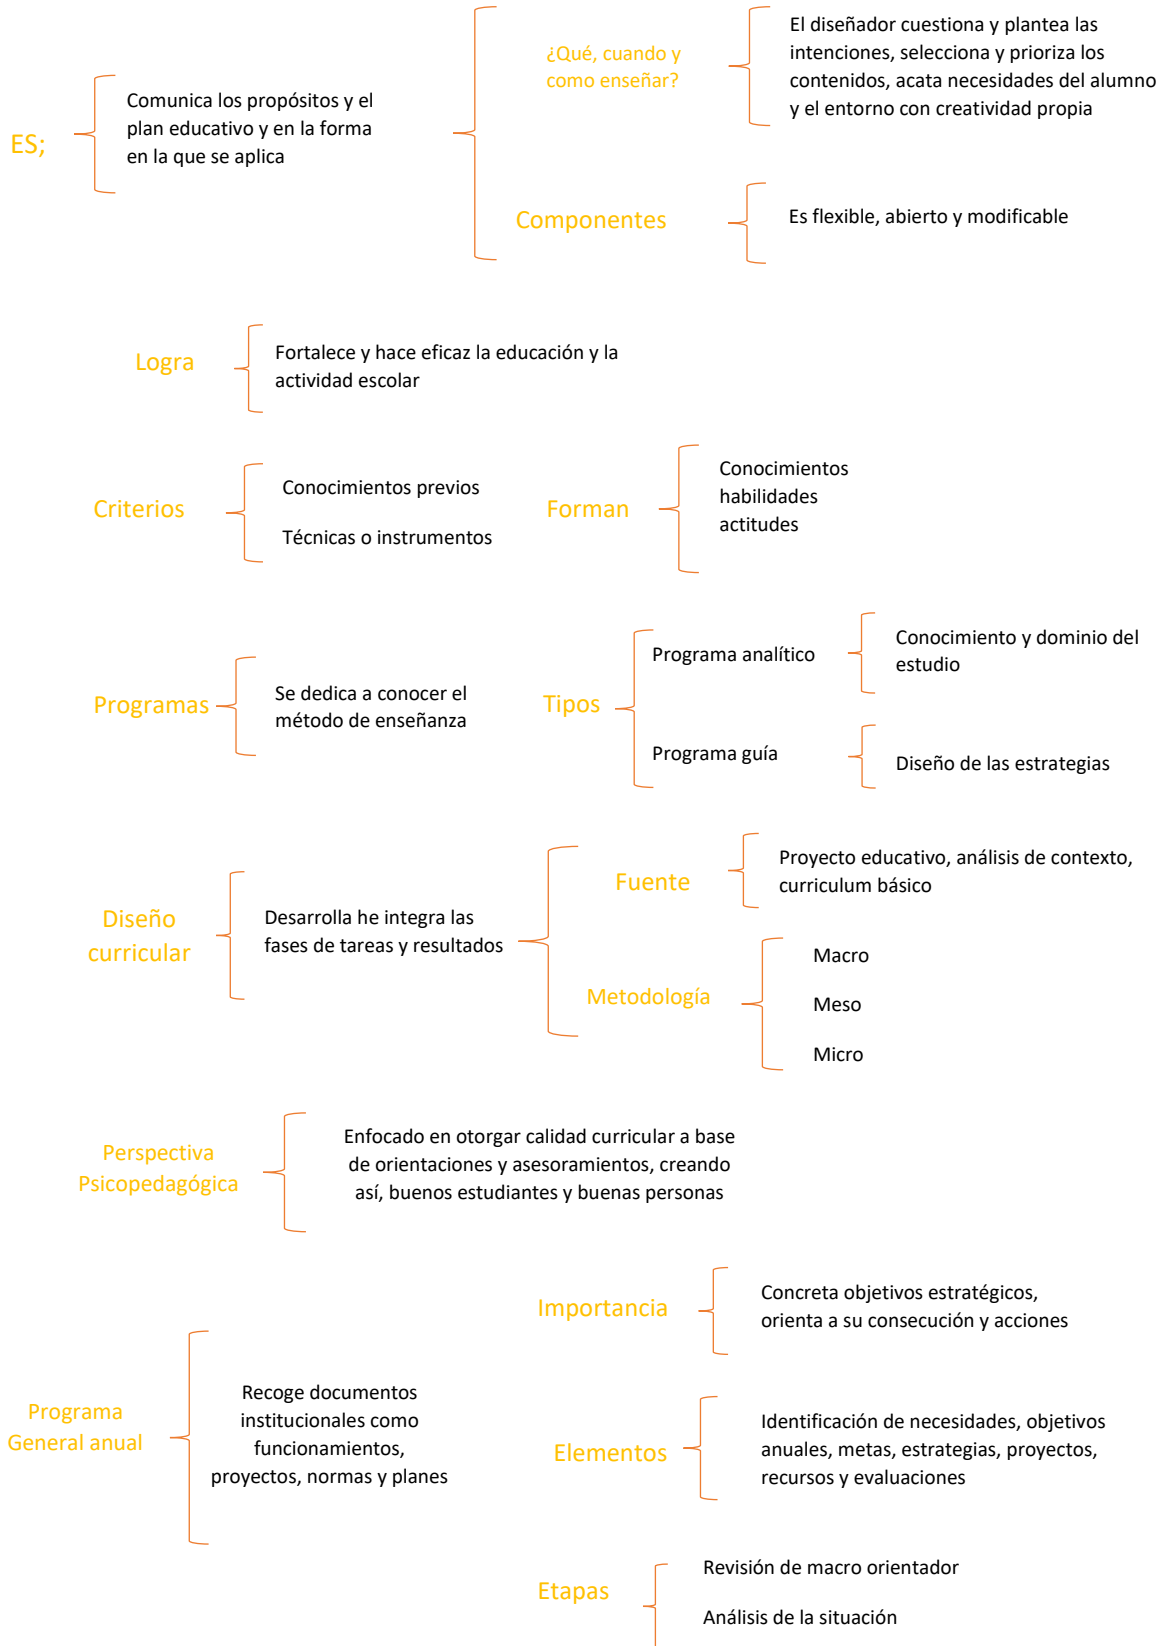 ES;
Comunica los propósitos y el
plan educativo y en la forma
en la que se aplica
¿Qué, cuando y
como enseñar?
El diseñador cuestiona y plantea las
intenciones, selecciona y prioriza los
contenidos, acata necesidades del alumno
y el entorno con creatividad propia
Componentes
Es flexible, abierto y modificable
Logra
Fortalece y hace eficaz la educación y la
actividad escolar
Criterios
Conocimientos previos
Técnicas o instrumentos
Forman
Conocimientos
habilidades
actitudes
Programas
Se dedica a conocer el
método de enseñanza
Tipos
Programa analítico
Conocimiento y dominio del
estudio
Programa guía
Diseño de las estrategias
Diseño
curricular
Desarrolla he integra las
fases de tareas y resultados
Fuente
Proyecto educativo, análisis de contexto,
curriculum básico
Metodología
Macro
Meso
Micro
Perspectiva
Psicopedagógica
Enfocado en otorgar calidad curricular a base
de orientaciones y asesoramientos, creando
así, buenos estudiantes y buenas personas
Programa
General anual
Recoge documentos
institucionales como
funcionamientos,
proyectos, normas y planes
Importancia
Concreta objetivos estratégicos,
orienta a su consecución y acciones
Elementos
Identificación de necesidades, objetivos
anuales, metas, estrategias, proyectos,
recursos y evaluaciones
Etapas
Revisión de macro orientador
Análisis de la situación